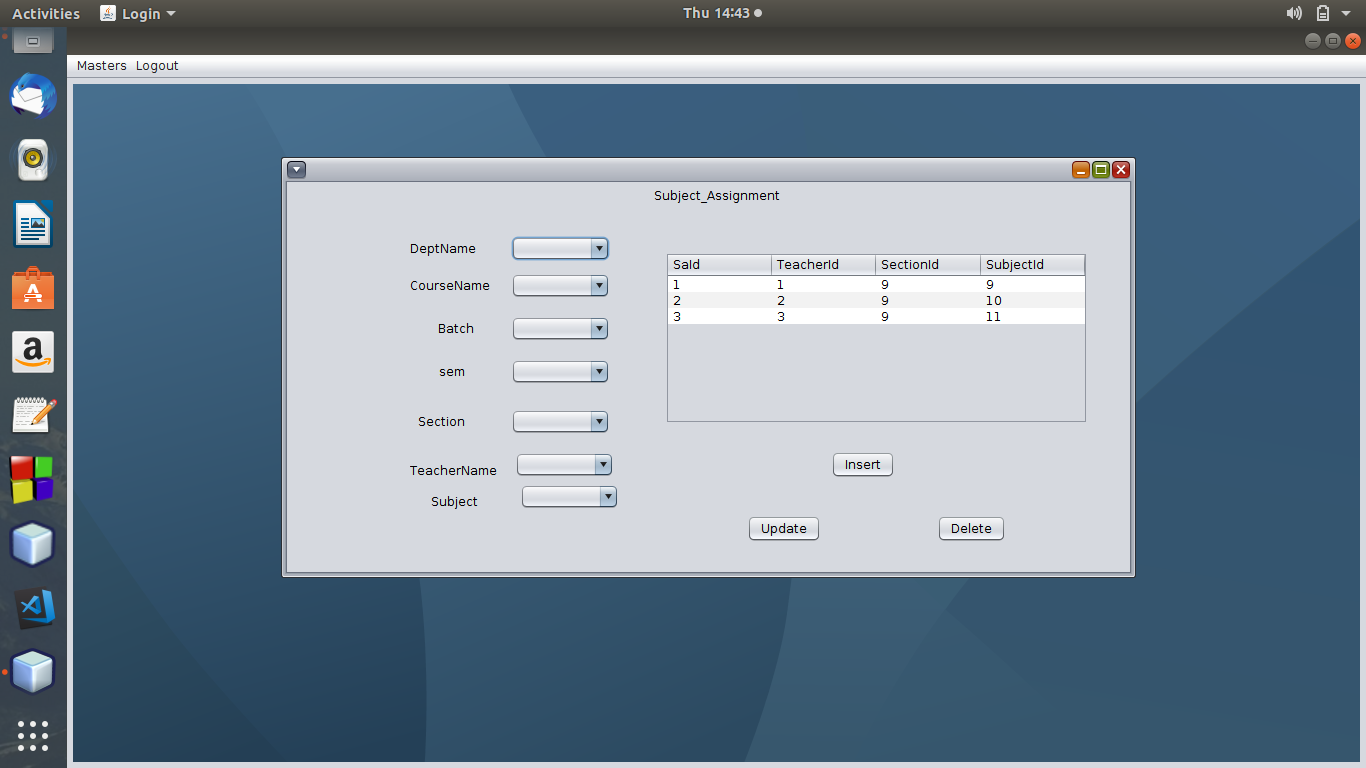 Activities Login Thu 14:43
Masters Logout
Subject_Assignment
DeptName
CourseName
Batch
sem
Section
TeacherName
Subject
SaId TeacherId SectionId SubjectId
1 1 9 9
2 2 9 10
3 3 9 11
Insert
Update Delete